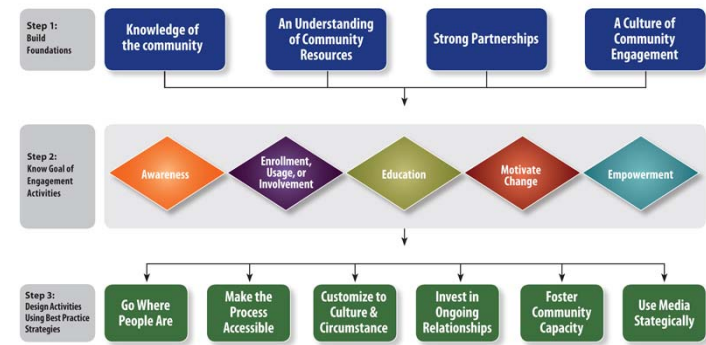 Step 1:
Build
Foundations
Knowledge of
the community
An Understanding
of Community
Resources
Strong Partnerships
A Culture of
Community
Engagement
Step 2:
Know Goal of
Engagement
Activities
Awareness
Enrollment,
Usage, or
Involvement
Education
Motivate
Change
Empowerment
Step 3:
Design Activities
Using Best Practice
Strategies
Go Where
People Are
Make the
Process
Accessible
Customize to
Culture &
Circumstance
Invest in
Ongoing
Relationships
Foster
Community
Capacity
Use Media
Stategically